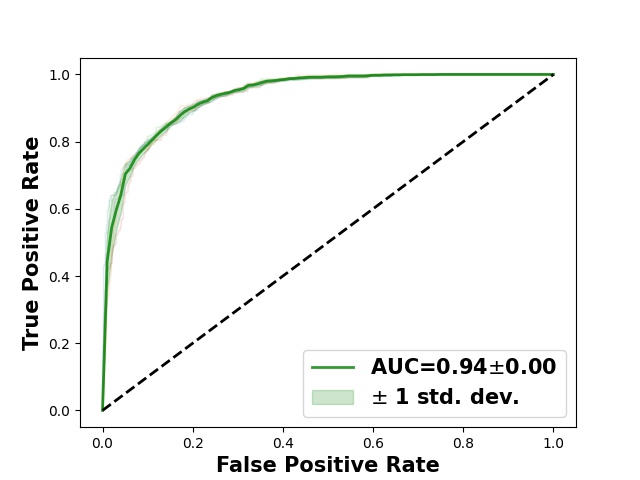 True Positive Rate
1.0
0.8
0.6
0.4
0.2
0.0
AUC=0.94±0.00
± 1 std. dev.
0.0 0.2 0.4 0.6 0.8 1.0
False Positive Rate